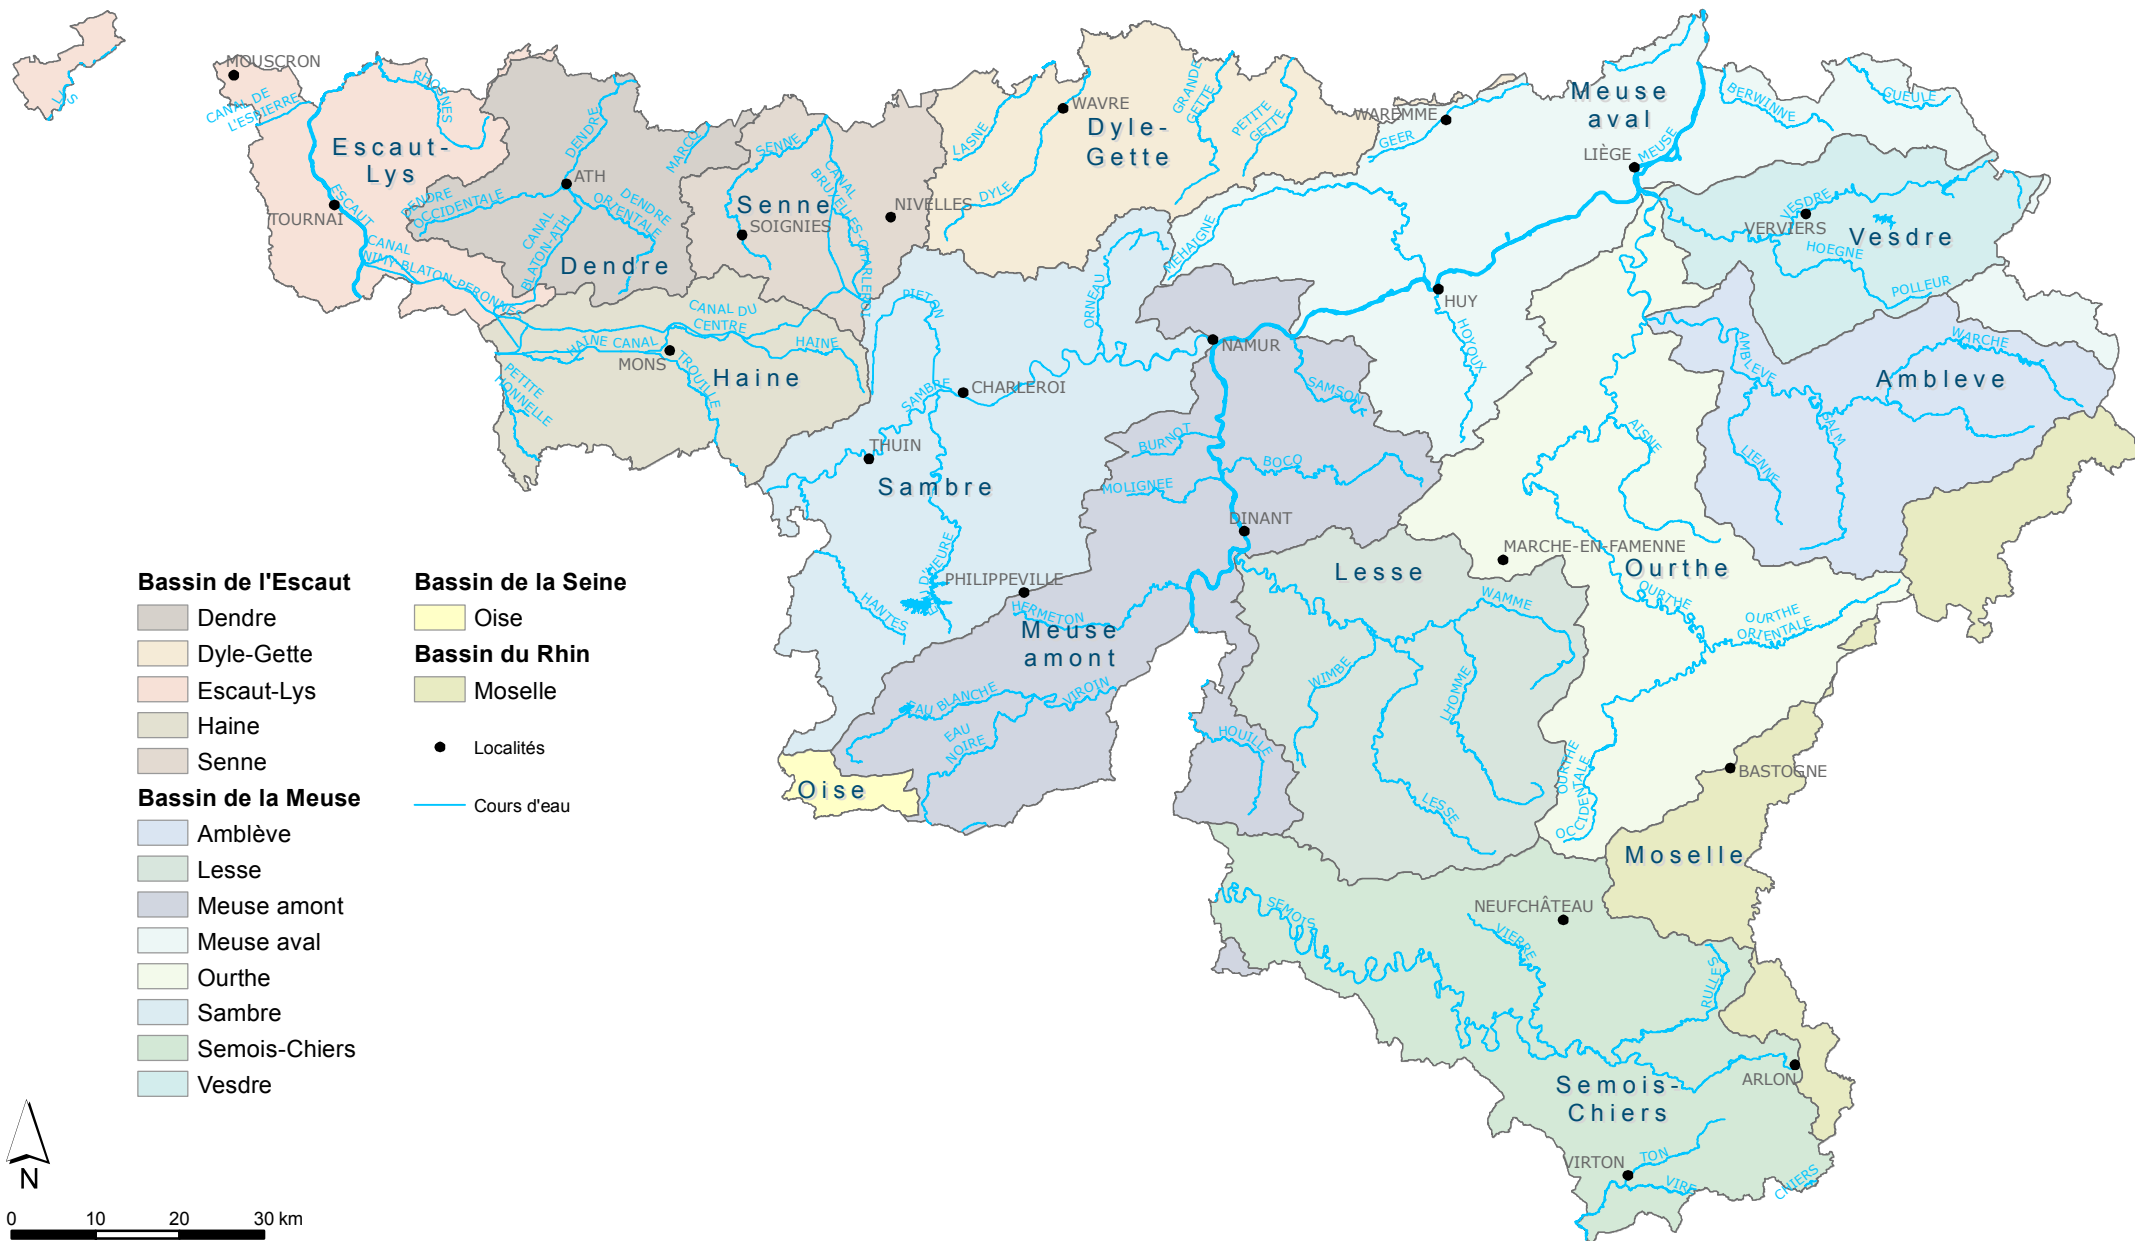 MOUSCRON
LYS
CANAL DE
L'ESPIERRE
RHOSNES
Escaut-
Lys
ESCAUT
TOURNAI
CANAL
NIMY-BLATON-PERONNES
DENDRE
MARCQ
ATH
DENDRE
OCCIDENTALE
DENDRE
ORIENTALE
CANAL
BLATON-ATH
Dendre
SENNE
Senne
SOIGNIES
CANAL
BRUXELLES-CHARLEROI
NIVELLES
LASNE
WAVRE
DYLE
Dyle-
Gette
GRANDE
GETTE
PETITE
GETTE
WAREMME
GEER
Meuse
aval
LIÈGE
MEUSE
BERWINNE
GUEULE
VESDRE
VERVIERS
Vesdre
HOEGNE
POLLEUR
MEHAIGNE
HUY
HOYOUX
PIETON
ORNEAU
CANAL DU
CENTRE
HAINE CANAL
HAINE
MONS
TROUILLE
Haine
PETITE
HONNELLE
NAMUR
SAMSON
SAMBRE
CHARLEROI
THUIN
Sambre
BURNOT
BOCQ
MOLIGNEE
DINANT
AMBLEVE
WARCHE
Ambleve
SALM
LIENNE
AISNE
MARCHE-EN-FAMENNE
Ourthe
OURTHE
OURTHE
ORIENTALE
Lesse
WAMME
WIMBE
LHOMME
LESSE
PHILIPPEVILLE
HANTES
HERMETON
Meuse
amont
EAU BLANCHE
VIROIN
EAU
NOIRE
HOUILLE
Oise
OURTHE
OCCIDENTALE
BASTOGNE
Moselle
NEUFCHÂTEAU
SEMOIS
VIERRE
RULLES
Semois-
Chiers
ARLON
VIRTON
TON
VIRE
CHIERS
Bassin de l'Escaut
Dendre
Dyle-Gette
Escaut-Lys
Haine
Senne
Bassin de la Meuse
Amblève
Lesse
Meuse amont
Meuse aval
Ourthe
Sambre
Semois-Chiers
Vesdre
Bassin de la Seine
Oise
Bassin du Rhin
Moselle
Localités
Cours d'eau
N
0 10 20 30 km